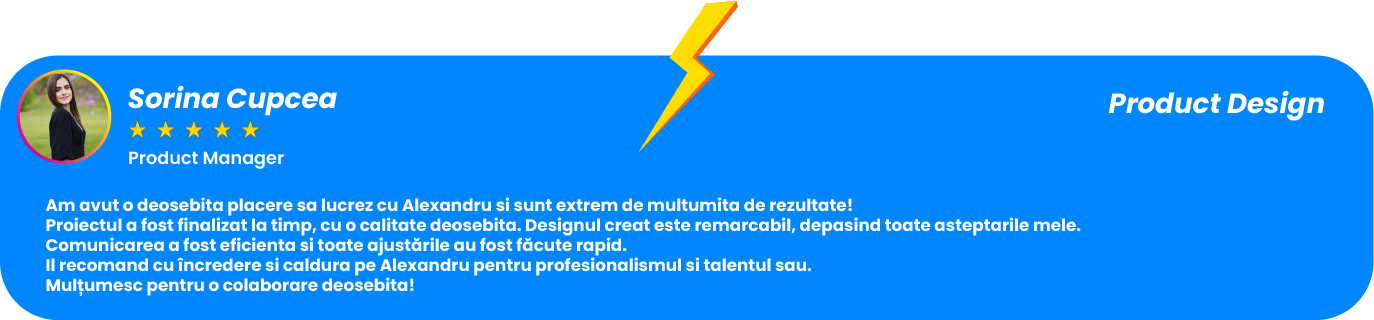 Sorina Cupcea
Product Design
Product Manager
Am avut o deosebita placere sa lucrez cu Alexandru si sunt extrem de multumita de rezultate!
Proiectul a fost finalizat la timp, cu o calitate deosebita. Designul creat este remarcabil, depasind toate asteptarile mele.
Comunicarea a fost eficienta si toate ajustările au fost făcute rapid.
Il recomand cu încredere si caldura pe Alexandru pentru profesionalismul si talentul sau.
Mulțumesc pentru o colaborare deosebita!